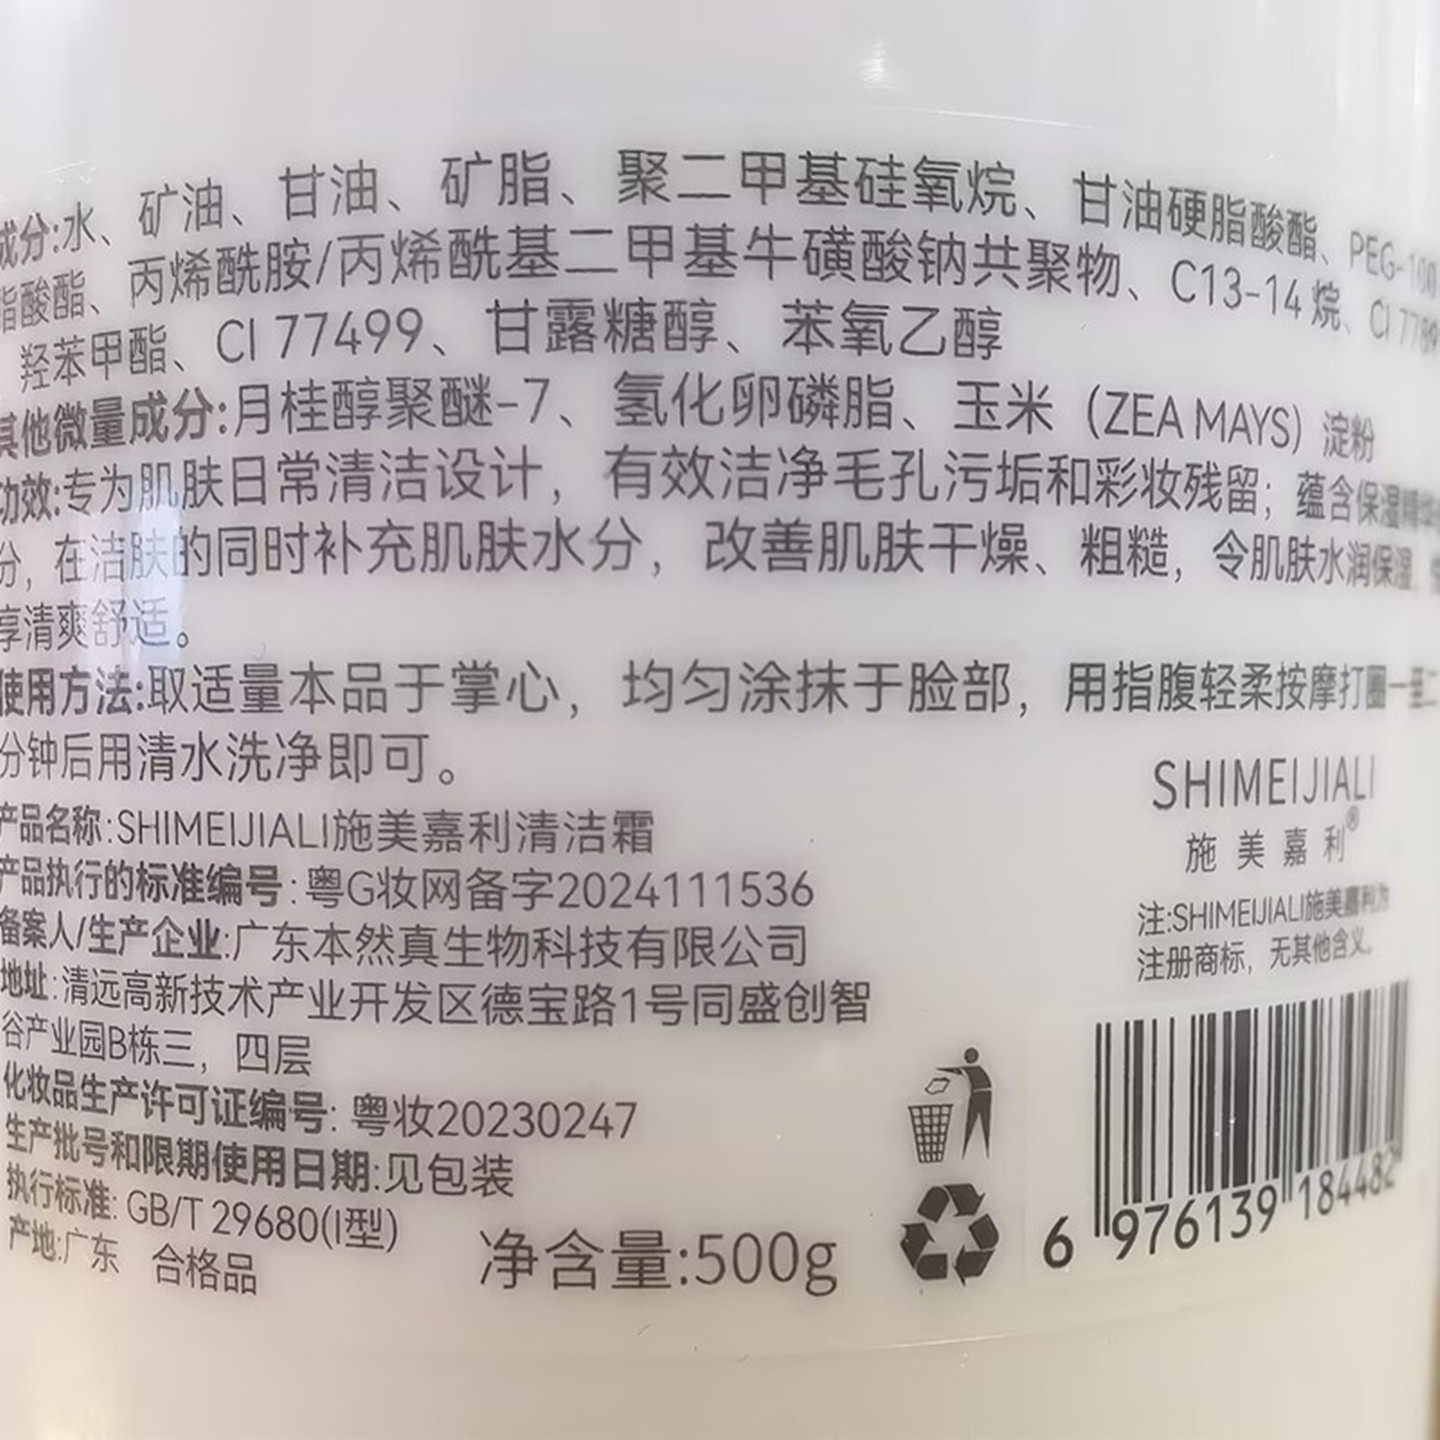 成分:水、矿油、甘油、矿脂、聚二甲基硅氧烷、甘油硬脂酸酯、PEG-100
脂酸酯、丙烯酰胺/丙烯酰基二甲基牛磺酸钠共聚物、C13-14 烷、CI 7789
羟苯甲酯、CI 77499、甘露糖醇、苯氧乙醇
其他微量成分:月桂醇聚醚-7、氢化卵磷脂、玉米（ZEA MAYS）淀粉
功效:专为肌肤日常清洁设计，有效洁净毛孔污垢和彩妆残留；蕴含保湿精华
分，在洁肤的同时补充肌肤水分，改善肌肤干燥、粗糙，令肌肤水润保湿，
享清爽舒适。
使用方法:取适量本品于掌心，均匀涂抹于脸部，用指腹轻柔按摩打圈一至二
分钟后用清水洗净即可。
产品名称:SHIMEIJIALI施美嘉利清洁霜
产品执行的标准编号:粤G妆网备字2024111536
备案人/生产企业:广东本然真生物科技有限公司
地址:清远高新技术产业开发区德宝路1号同盛创智
谷产业园B栋三，四层
化妆品生产许可证编号: 粤妆20230247
生产批号和限期使用日期:见包装
执行标准: GB/T 29680(I型)
产地:广东 合格品
净含量:500g
SHIMEIJIALI
施美嘉利®
注:SHIMEIJIALI施美嘉利为
注册商标，无其他含义。
6 976139 184482